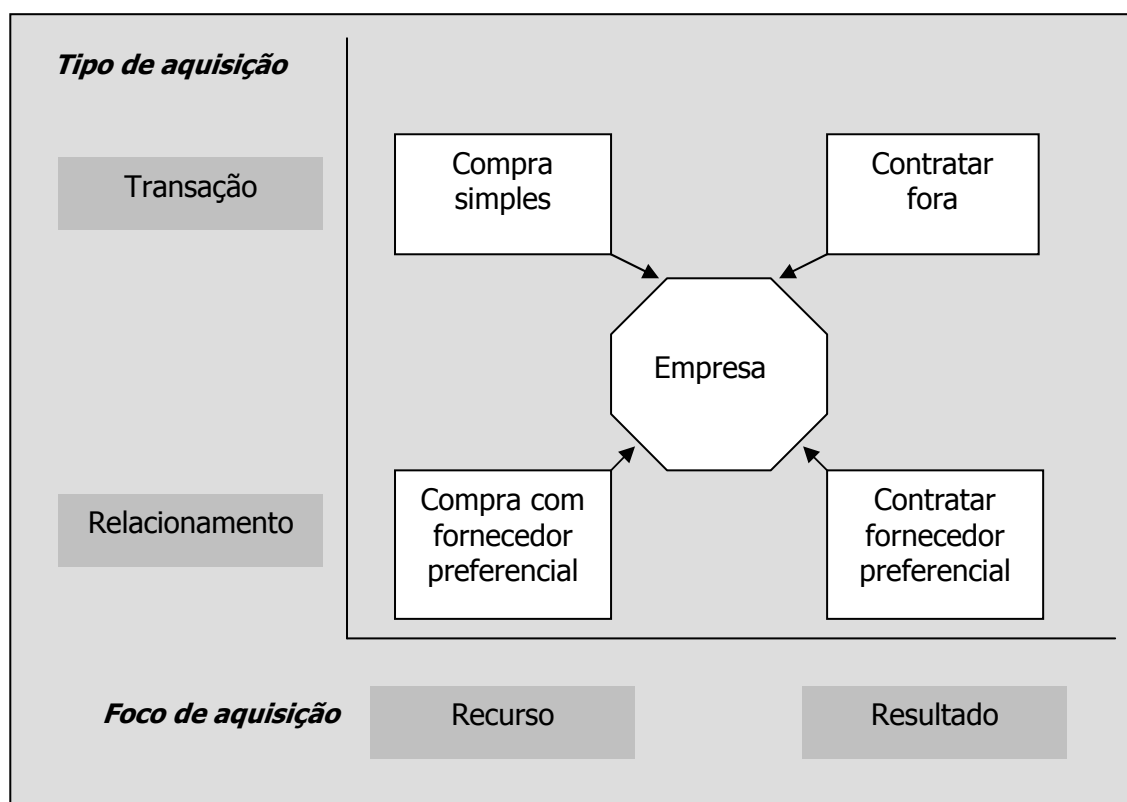 Tipo de aquisição
Transação
Compra
simples
Contratar
fora
Empresa
Relacionamento
Compra com
fornecedor
preferencial
Contratar
fornecedor
preferencial
Foco de aquisição
Recurso
Resultado